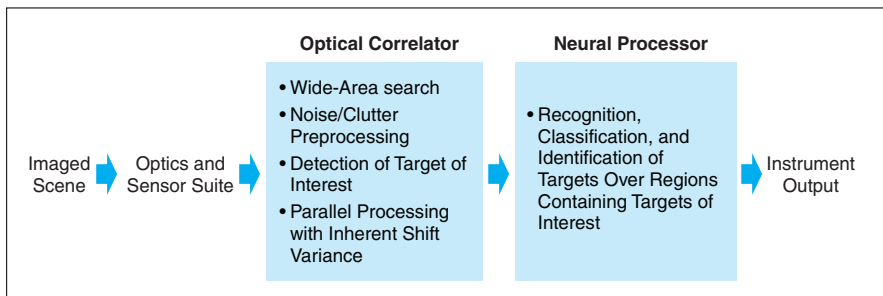 Optical Correlator
Neural Processor
Imaged
Scene
Optics and
Sensor Suite
• Wide-Area search
• Noise/Clutter
Preprocessing
• Detection of Target of
Interest
• Parallel Processing
with Inherent Shift
Variance
• Recognition,
Classification, and
Identification of
Targets Over Regions
Containing Targets of
Interest
Instrument
Output